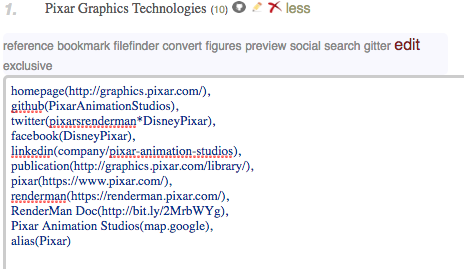 1. Pixar Graphics Technologies (10) less
reference bookmark filefinder convert figures preview social search gitter edit
exclusive
homepage(http://graphics.pixar.com/),
github(PixarAnimationStudios),
twitter(pixarsrenderman*DisneyPixar),
facebook(DisneyPixar),
linkedin(company/pixar-animation-studios),
publication(http://graphics.pixar.com/library/),
pixar(https://www.pixar.com/),
renderman(https://renderman.pixar.com/),
RenderMan Doc(http://bit.ly/2MrbWYg),
Pixar Animation Studios(map.google),
alias(Pixar)